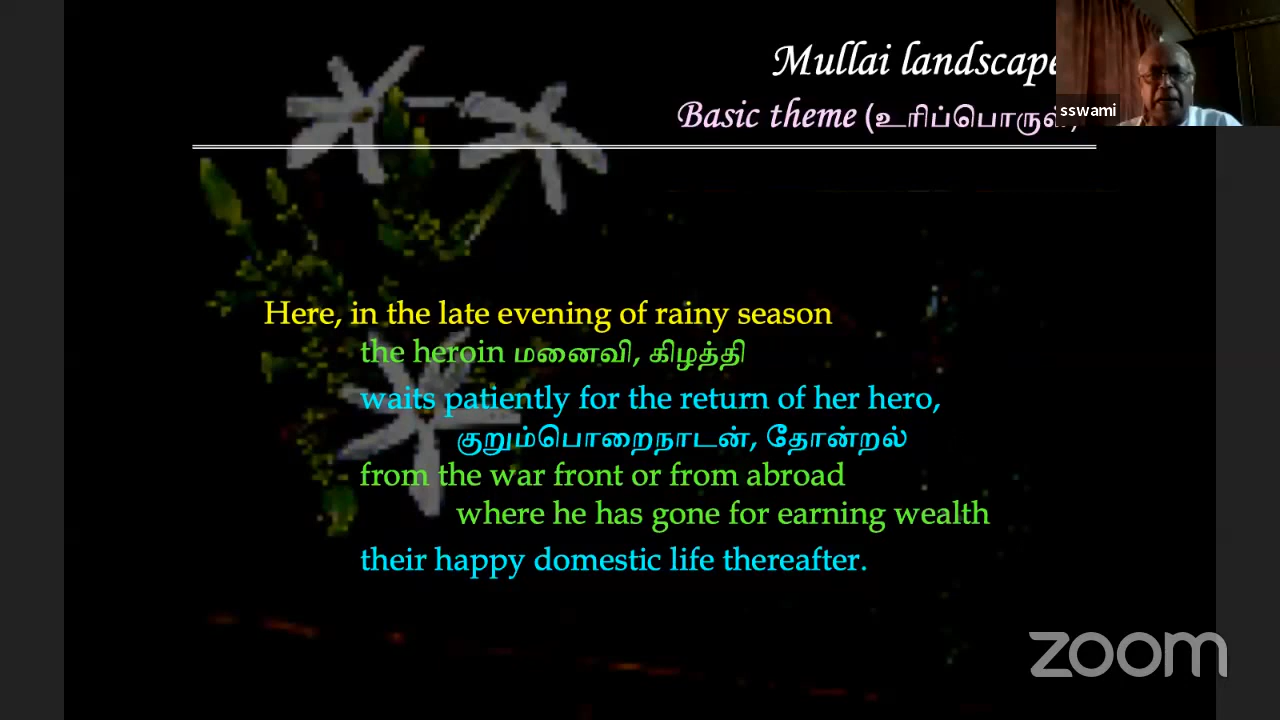 Mullai landscape
Basic theme
sswami
Here, in the late evening of rainy season
the heroin மனைவி, கிழத்தி
waits patiently for the return of her hero,
குறும்பொறைநாடன், தோன்றல்
from the war front or from abroad
where he has gone for earning wealth
their happy domestic life thereafter.
zoom